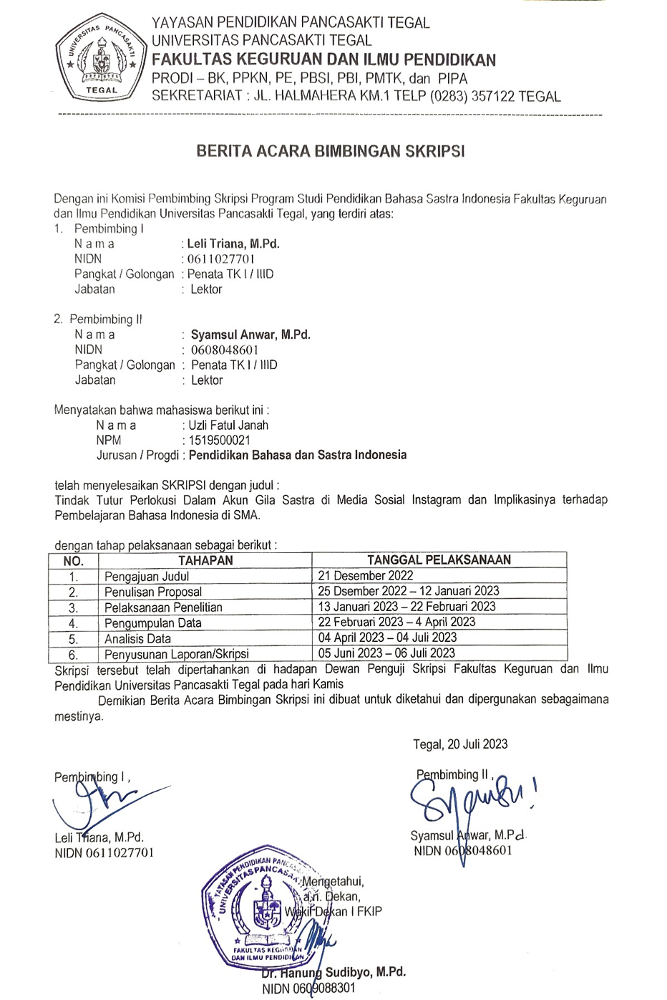 UNIVERSITAS PANCASAKTI
TEGAL
YAYASAN PENDIDIKAN PANCASAKTI TEGAL
UNIVERSITAS PANCASAKTI TEGAL
FAKULTAS KEGURUAN DAN ILMU PENDIDIKAN
PRODI – BK, PPKN, PE, PBSI, PBI, PMTK, dan PIPA
SEKRETARIAT : JL. HALMAHERA KM.1 TELP (0283) 357122 TEGAL
BERITA ACARA BIMBINGAN SKRIPSI
Dengan ini Komisi Pembimbing Skripsi Program Studi Pendidikan Bahasa Sastra Indonesia Fakultas Keguruan
dan Ilmu Pendidikan Universitas Pancasakti Tegal, yang terdiri atas:
1. Pembimbing I
N a m a : Leli Triana, M.Pd.
NIDN : 0611027701
Pangkat / Golongan : Penata TK I / IIID
Jabatan : Lektor
2. Pembimbing II
N a m a : Syamsul Anwar, M.Pd.
NIDN : 0608048601
Pangkat / Golongan : Penata TK I / IIID
Jabatan : Lektor
Menyatakan bahwa mahasiswa berikut ini :
N a m a : Uzli Fatul Janah
NPM : 1519500021
Jurusan / Progdi : Pendidikan Bahasa dan Sastra Indonesia
telah menyelesaikan SKRIPSI dengan judul :
Tindak Tutur Perlokusi Dalam Akun Gila Sastra di Media Sosial Instagram dan Implikasinya terhadap
Pembelajaran Bahasa Indonesia di SMA.
dengan tahap pelaksanaan sebagai berikut :
NO. TAHAPAN TANGGAL PELAKSANAAN
1. Pengajuan Judul 21 Desember 2022
2. Penulisan Proposal 25 Dsember 2022 – 12 Januari 2023
3. Pelaksanaan Penelitian 13 Januari 2023 – 22 Februari 2023
4. Pengumpulan Data 22 Februari 2023 – 4 April 2023
5. Analisis Data 04 April 2023 – 04 Juli 2023
6. Penyusunan Laporan/Skripsi 05 Juni 2023 – 06 Juli 2023
Skripsi tersebut telah dipertahankan di hadapan Dewan Penguji Skripsi Fakultas Keguruan dan Ilmu
Pendidikan Universitas Pancasakti Tegal pada hari Kamis
Demikian Berita Acara Bimbingan Skripsi ini dibuat untuk diketahui dan dipergunakan sebagaimana
mestinya.
Tegal, 20 Juli 2023
Pembimbing I ,
Pembimbing II ,
Syamsu!
Leli Triana, M.Pd.
NIDN 0611027701
Syamsul Anwar, M.Pd.
NIDN 0608048601
YAYASAN PENDIDIKAN
UNIVERSITAS PANCASAKTI
FAKULTAS KEGURUAN
DAN ILMU PENDIDIKAN
Mengetahui,
a.n. Dekan,
Wakil Dekan I FKIP
Dr. Hanung Sudibyo, M.Pd.
NIDN 0609088301